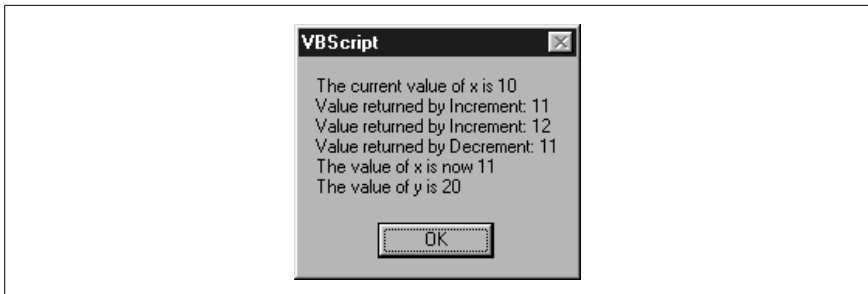 VBScript
The current value of x is 10
Value returned by Increment: 11
Value returned by Increment: 12
Value returned by Decrement: 11
The value of x is now 11
The value of y is 20
OK